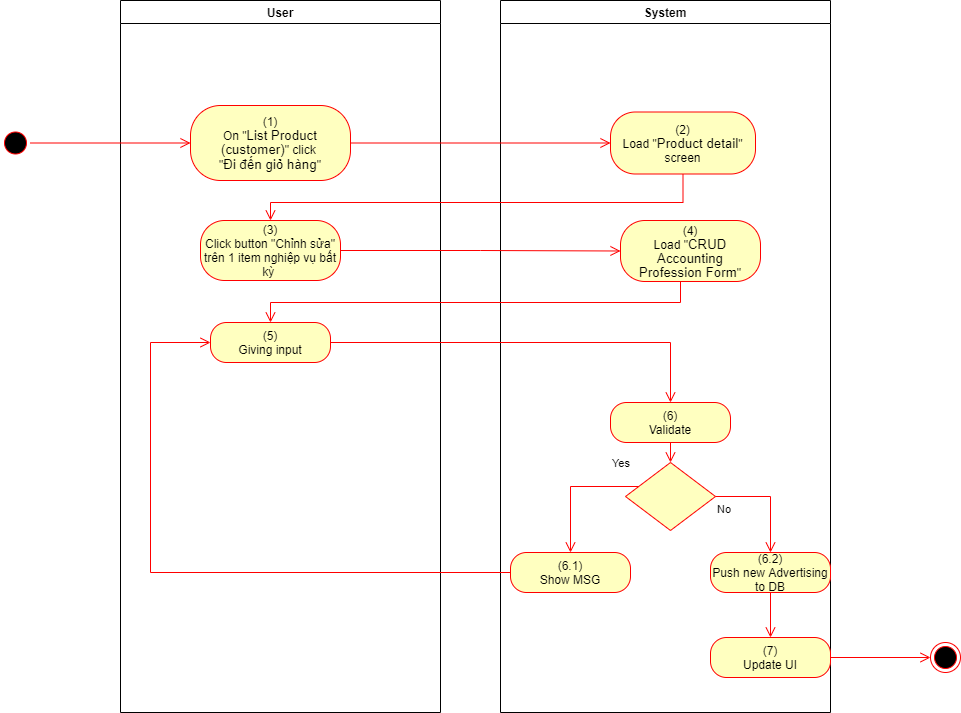 User
System
(1)
On "List Product
(customer)" click
"Đi đến giỏ hàng"
(2)
Load "Product detail"
screen
(3)
Click button "Chỉnh sửa"
trên 1 item nghiệp vụ bất
kỳ
(4)
Load "CRUD
Accounting
Profession Form"
(5)
Giving input
(6)
Validate
Yes
No
(6.1)
Show MSG
(6.2)
Push new Advertising
to DB
(7)
Update UI